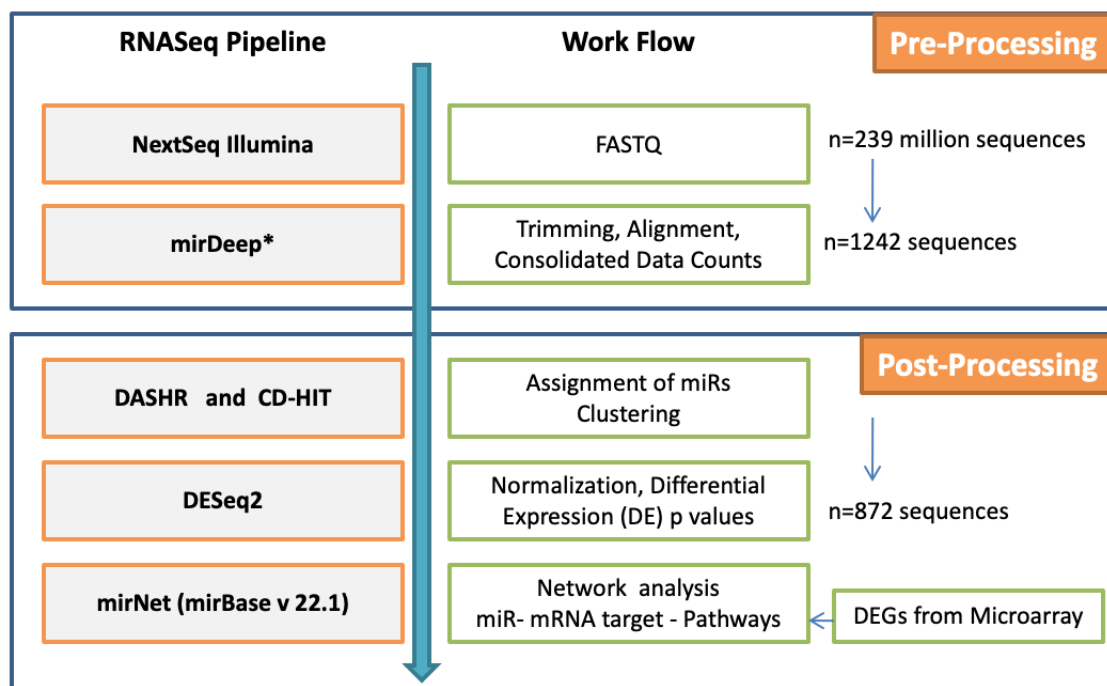 RNASeq Pipeline
Work Flow
Pre-Processing
NextSeq Illumina
FASTQ
n=239 million sequences
mirDeep*
Trimming, Alignment,
Consolidated Data Counts
n=1242 sequences
Post-Processing
DASHR and CD-HIT
Assignment of miRs
Clustering
DESeq2
Normalization, Differential
Expression (DE) p values
n=872 sequences
mirNet (mirBase v 22.1)
Network analysis
miR- mRNA target - Pathways
DEGs from Microarray